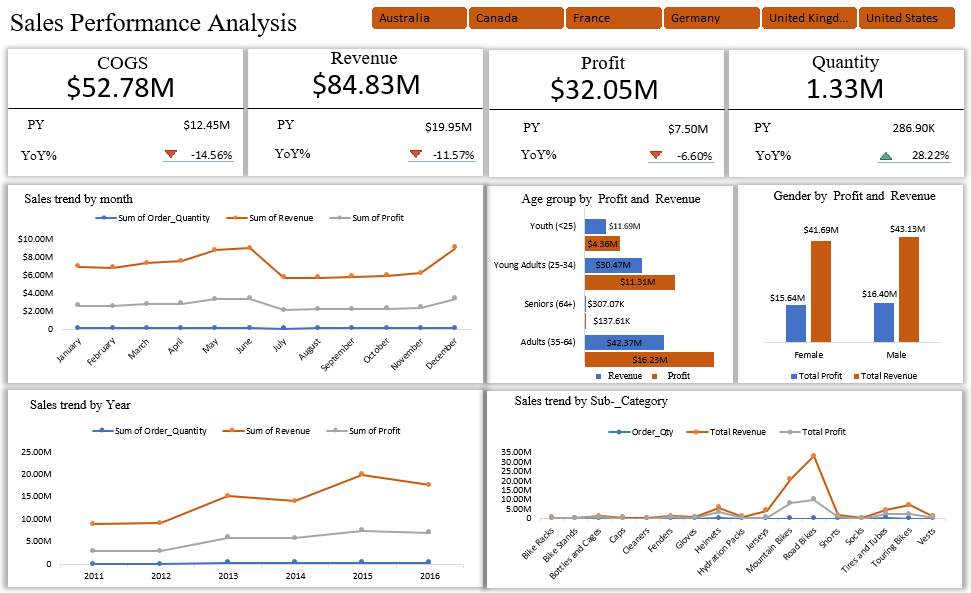 Sales Performance Analysis
Australia
Canada
France
Germany
United Kingd...
United States
COGS
$52.78M
PY $12.45M
YoY% -14.56%
Revenue
$84.83M
PY $19.95M
YoY% -11.57%
Profit
$32.05M
PY $7.50M
YoY% -6.60%
Quantity
1.33M
PY 286.90K
YoY% 28.22%
Sales trend by month
Sum of Order_Quantity Sum of Revenue Sum of Profit
$10.00M
$8.00M
$6.00M
$4.00M
$2.00M
0
January
February
March
April
May
June
July
August
September
October
November
December
Age group by Profit and Revenue
Youth (<25)
$11.69M
$4.36M
Young Adults (25-34)
$30.47M
$11.31M
Seniors (64+)
$307.07K
$137.61K
Adults (35-64)
$42.37M
$16.23M
Revenue Profit
Gender by Profit and Revenue
$15.64M
$41.69M
$16.40M
$43.13M
Female
Male
Total Profit Total Revenue
Sales trend by Year
Sum of Order_Quantity Sum of Revenue Sum of Profit
25.00M
20.00M
15.00M
10.00M
5.00M
0
2011
2012
2013
2014
2015
2016
Sales trend by Sub-_Category
Order_Qty Total Revenue Total Profit
35.00M
30.00M
25.00M
20.00M
15.00M
10.00M
5.00M
0
Bike Racks
Bike Stands
Bottles and Cages
Caps
Cleaners
Fenders
Gloves
Helmets
Hydration Packs
Jerseys
Mountain Bikes
Road Bikes
Shorts
Socks
Tires and Tubes
Touring Bikes
Vests